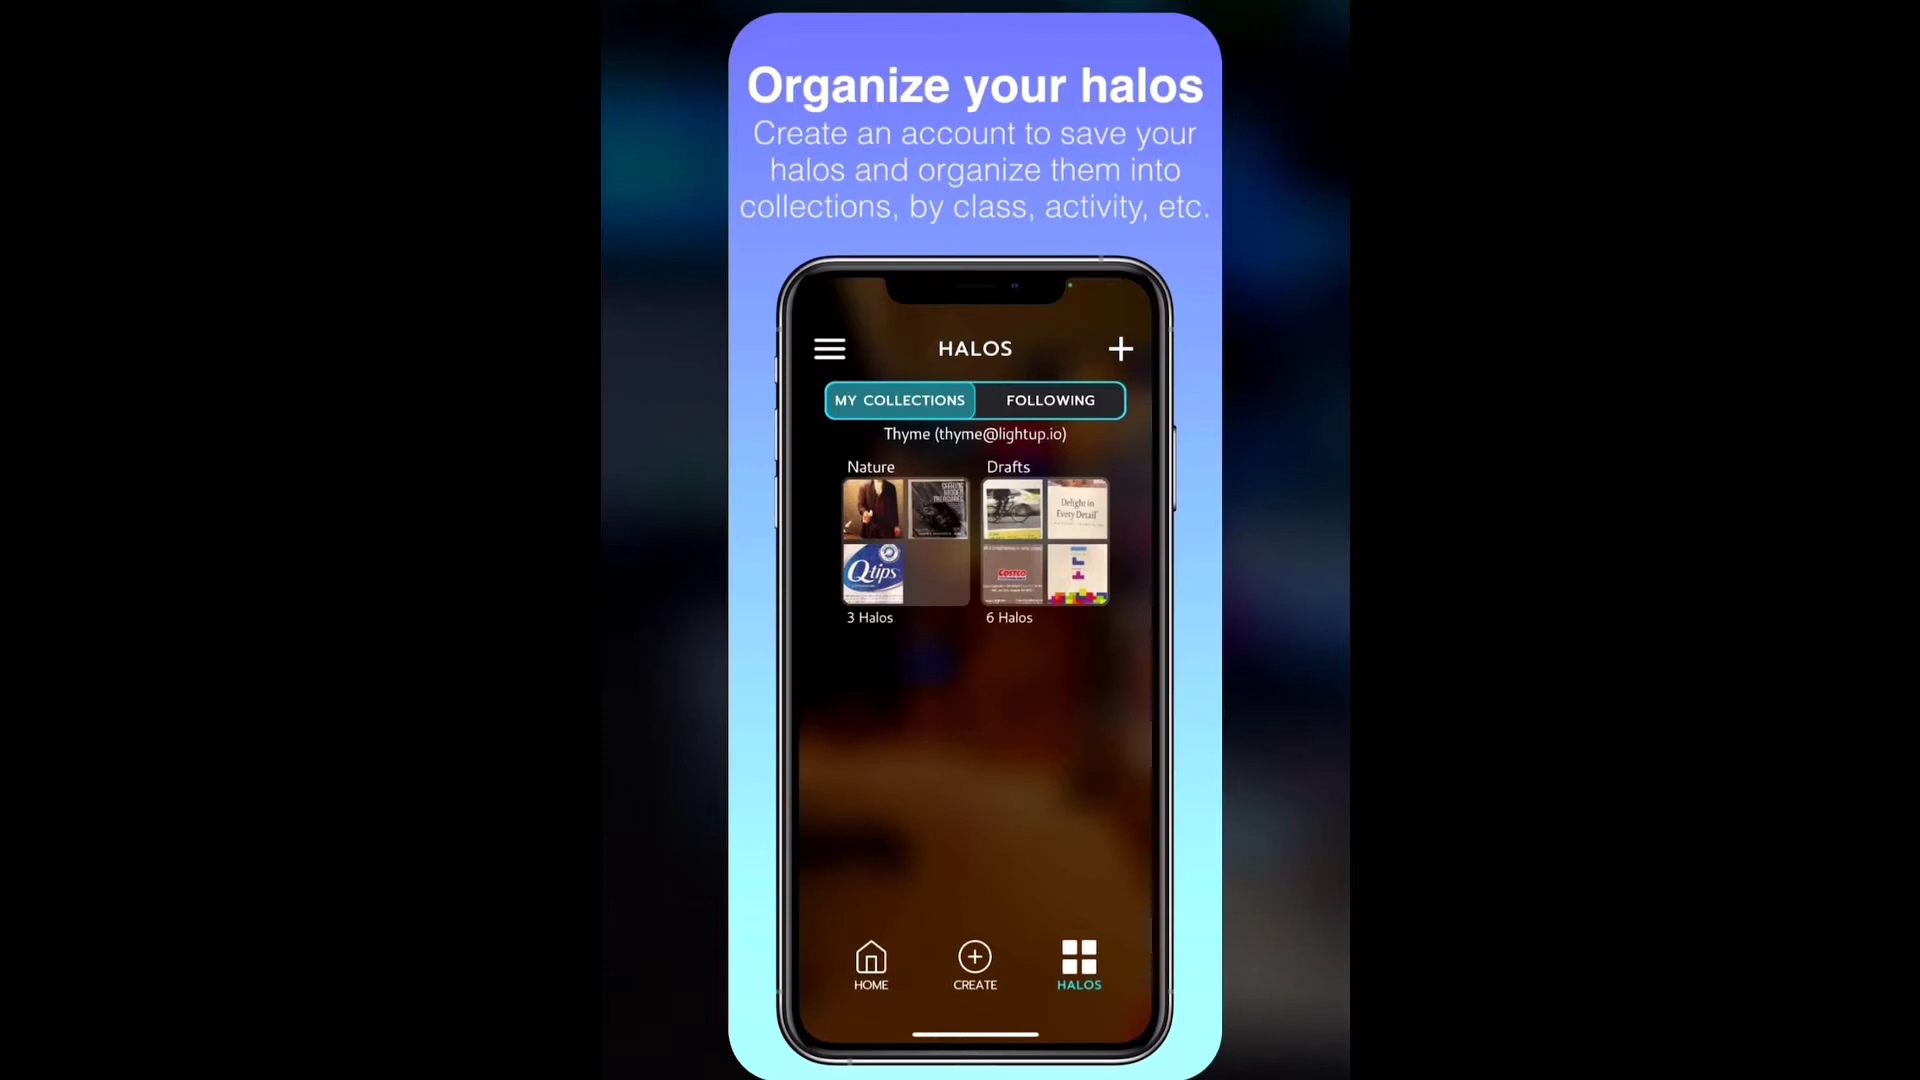 Organize your halos
Create an account to save your
halos and organize them into
collections, by class, activity, etc.
HALOS
MY COLLECTIONS
FOLLOWING
Thyme (thyme@lightup.io)
Nature
Drafts
Delight in
Every Detail
Q-tips
COSTCO
3 Halos
6 Halos
HOME
CREATE
HALOS